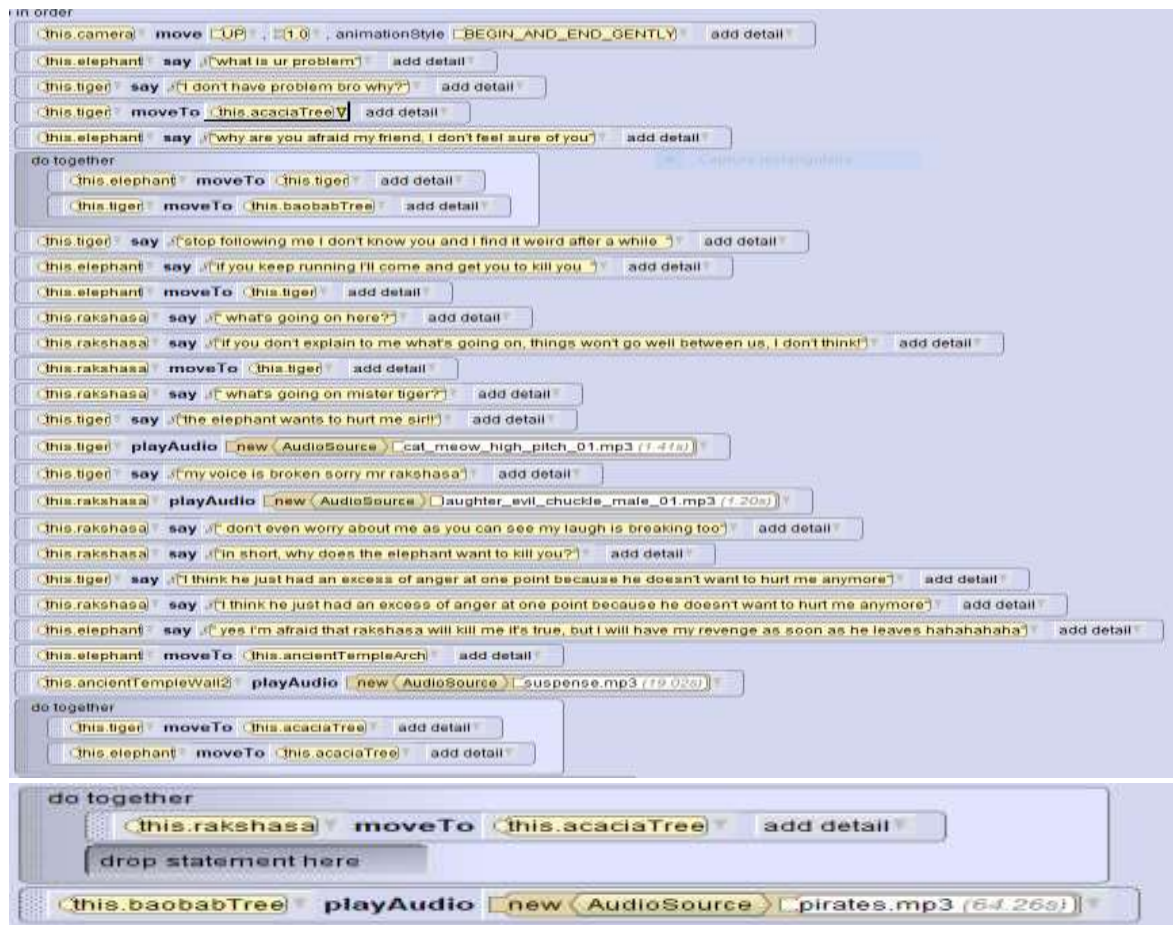 in order
this.camera move UP , 1.0 , animationStyle BEGIN_AND_END_GENTLY add detail
this.elephant say "what is ur problem" add detail
this.tiger say "I don't have problem bro why?" add detail
this.tiger moveTo this.acaciaTree add detail
this.elephant say "why are you afraid my friend, I don't feel sure of you" add detail
do together
this.elephant moveTo this.tiger add detail
this.tiger moveTo this.baobabTree add detail
this.tiger say "stop following me I don't know you and I find it weird after a while " add detail
this.elephant say "if you keep running I'll come and get you to kill you " add detail
this.elephant moveTo this.tiger add detail
this.rakshasa say " what's going on here?" add detail
this.rakshasa say "if you don't explain to me what's going on, things won't go well between us, I don't think!" add detail
this.rakshasa moveTo this.tiger add detail
this.rakshasa say " what's going on mister tiger?" add detail
this.tiger say "the elephant wants to hurt me sir!!" add detail
this.tiger playAudio new AudioSource cat_meow_high_pitch_01.mp3 (1.41s)
this.tiger say "my voice is broken sorry mr rakshasa" add detail
this.rakshasa playAudio new AudioSource laughter_evil_chuckle_male_01.mp3 (1.20s)
this.rakshasa say " don't even worry about me as you can see my laugh is breaking too" add detail
this.rakshasa say "in short, why does the elephant want to kill you?" add detail
this.tiger say "I think he just had an excess of anger at one point because he doesn't want to hurt me anymore" add detail
this.rakshasa say "I think he just had an excess of anger at one point because he doesn't want to hurt me anymore" add detail
this.elephant say " yes I'm afraid that rakshasa will kill me it's true, but I will have my revenge as soon as he leaves hahahahaha" add detail
this.elephant moveTo this.ancientTempleArch add detail
this.ancientTempleWall2 playAudio new AudioSource suspense.mp3 (19.02s)
do together
this.tiger moveTo this.acaciaTree add detail
this.elephant moveTo this.acaciaTree add detail
do together
this.rakshasa moveTo this.acaciaTree add detail
drop statement here
this.baobabTree playAudio new AudioSource pirates.mp3 (64.26s)